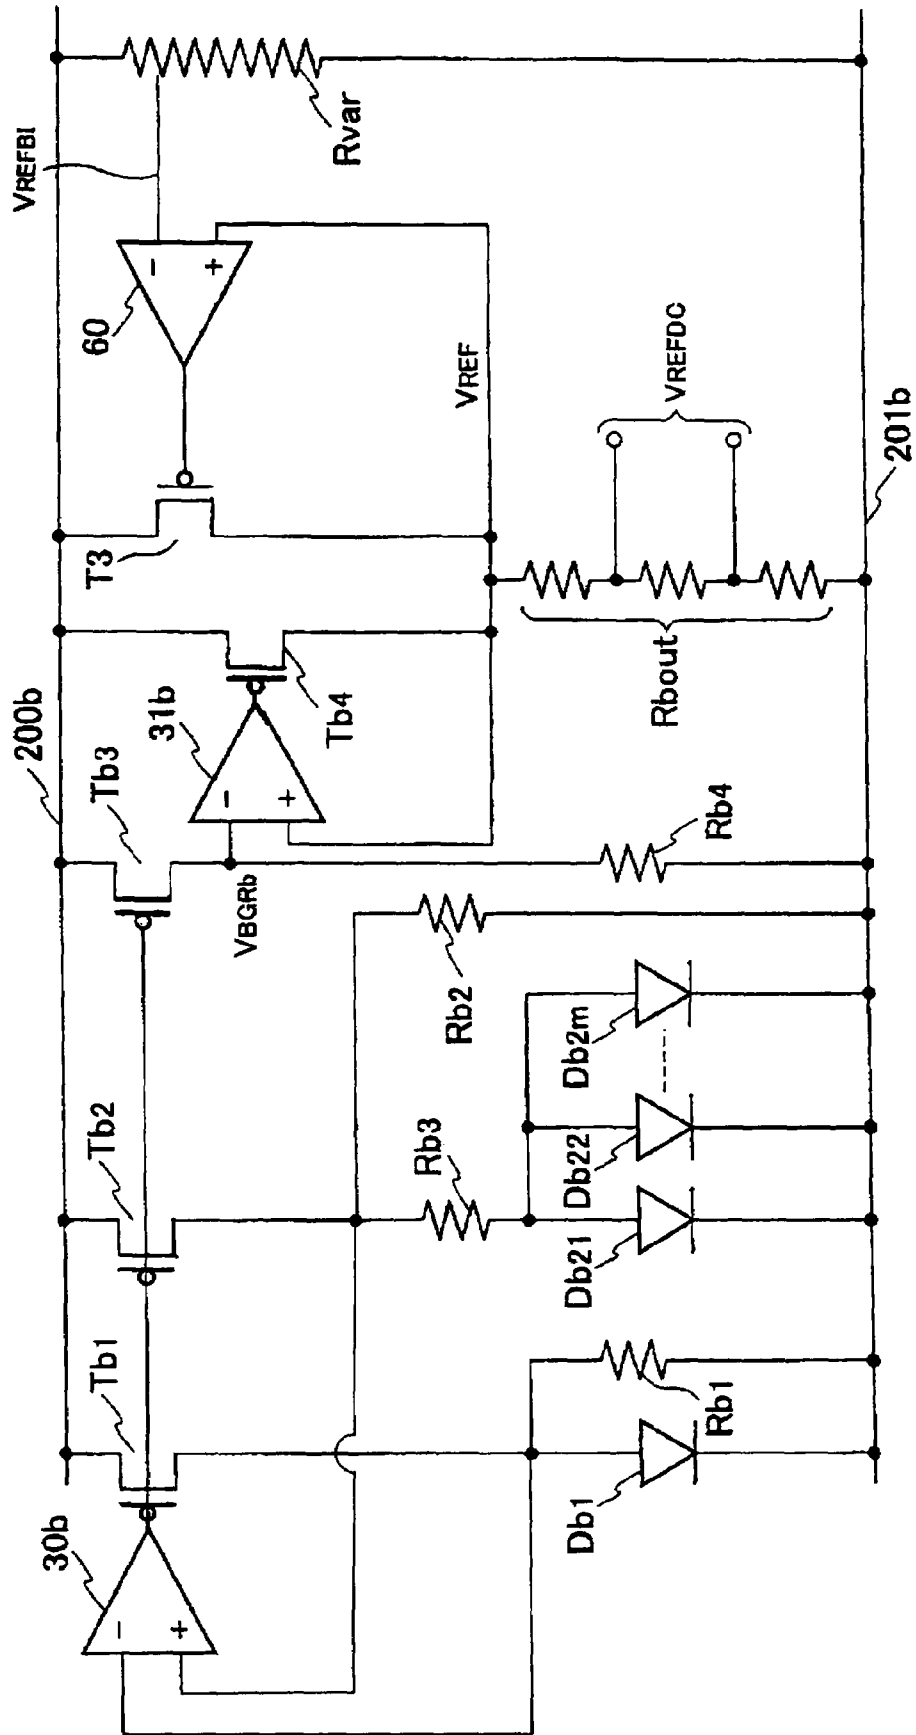 30b
−
+
Tb1
Tb2
Tb3
200b
31b
−
+
Tb4
T3
60
−
+
VREFBI
Rvar
VREF
VBGRb
VREFDC
Rbout
Rb4
Rb2
Rb3
Db2m
Db22
Db21
Rb1
Db1
201b